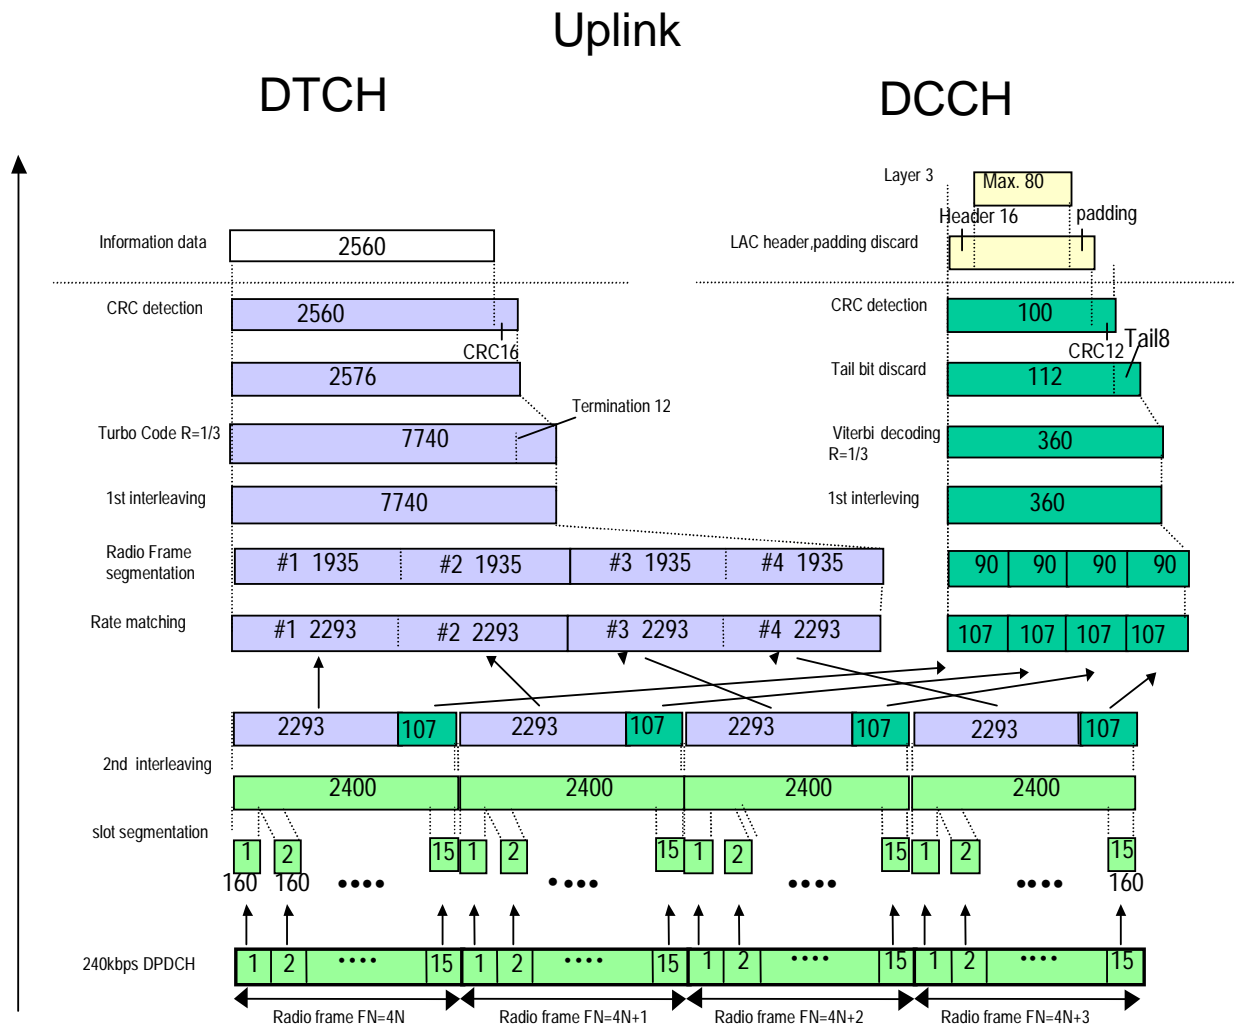 Uplink
DTCH
DCCH
Layer 3
Max. 80
Header 16
padding
Information data
2560
LAC header,padding discard
CRC detection
2560
CRC16
CRC detection
100
CRC12
Tail8
2576
Tail bit discard
112
Termination 12
Turbo Code R=1/3
7740
Viterbi decoding
R=1/3
360
1st interleaving
7740
1st interleving
360
Radio Frame
segmentation
#1 1935
#2 1935
#3 1935
#4 1935
90
90
90
90
Rate matching
#1 2293
#2 2293
#3 2293
#4 2293
107
107
107
107
2293
107
2293
107
2293
107
2293
107
2nd interleaving
2400
2400
2400
2400
slot segmentation
1
2
15
1
2
15
1
2
15
1
2
15
160
160
160
240kbps DPDCH
1
2
15
1
2
15
1
2
15
1
2
15
Radio frame FN=4N
Radio frame FN=4N+1
Radio frame FN=4N+2
Radio frame FN=4N+3